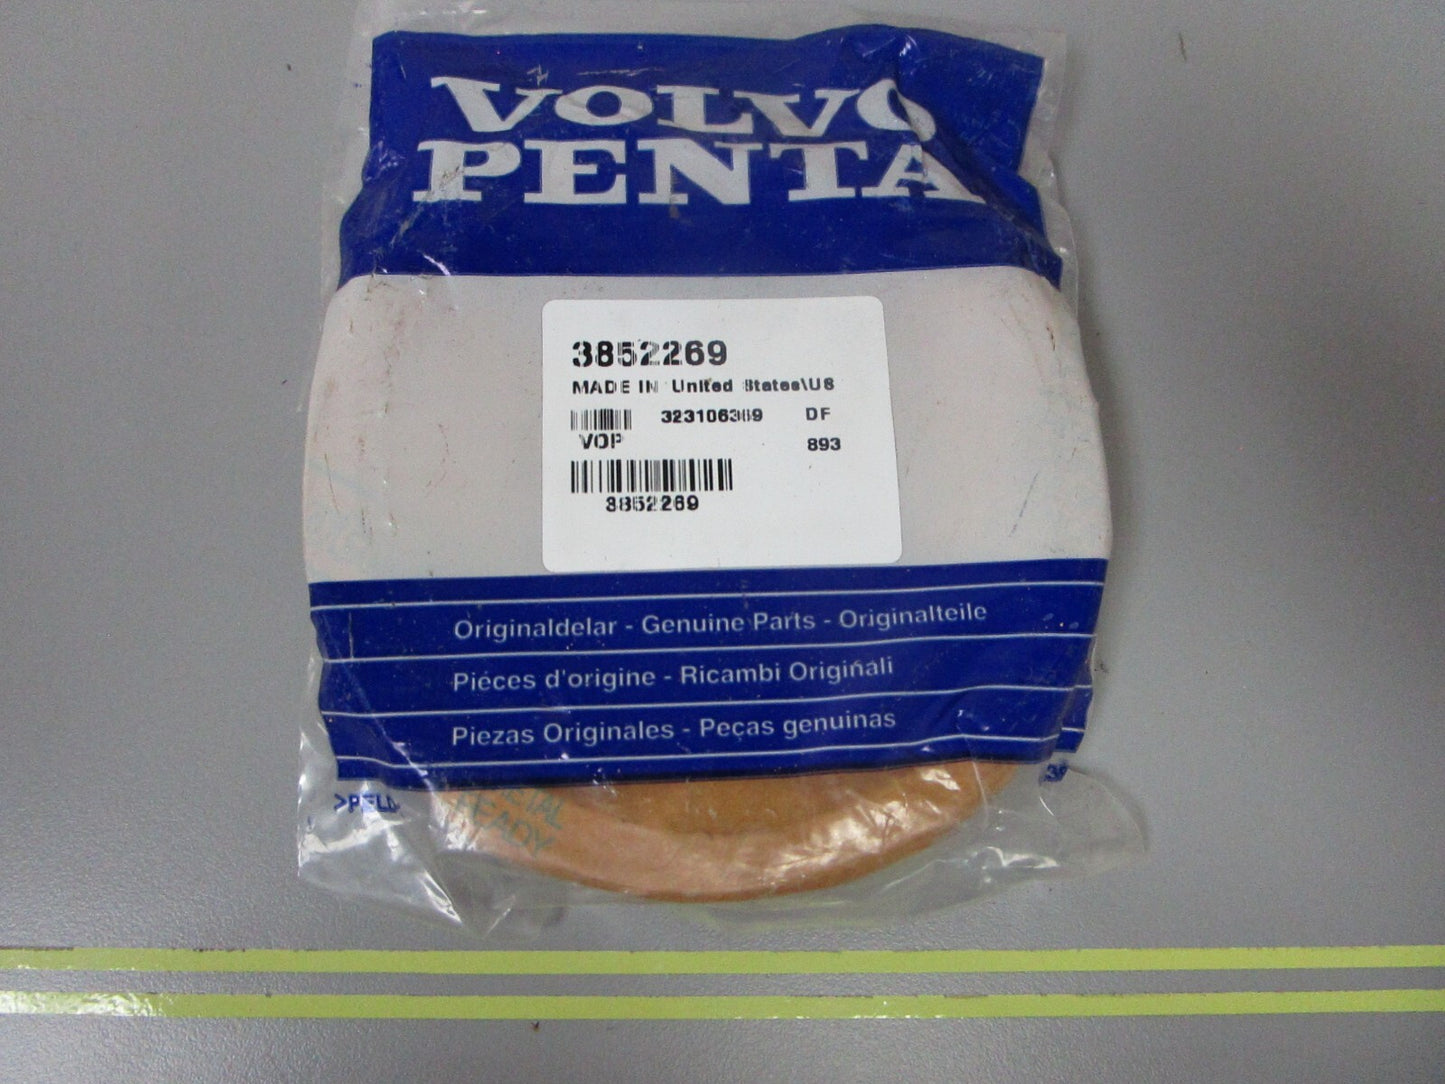 VOLVO
PENTA
3852269
MADE IN United States\US
DF
VOP
893
3852269
Originaldelar - Genuine Parts - Originalteile
Pièces d'origine - Ricambi Originali
Piezas Originales - Peças genuinas